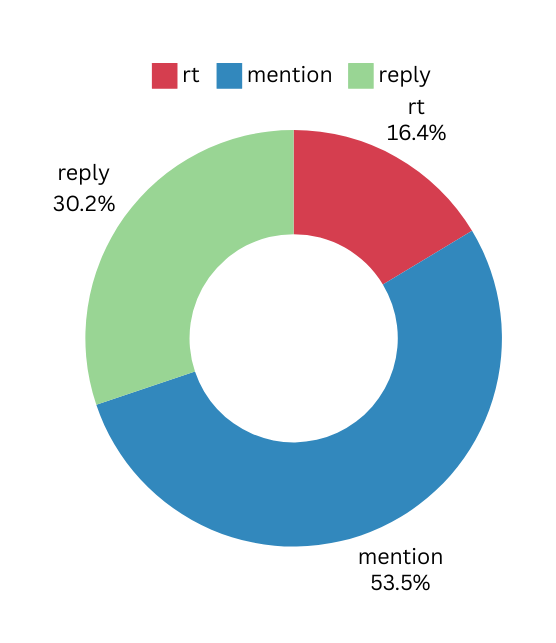 rt mention reply
rt
16.4%
reply
30.2%
mention
53.5%